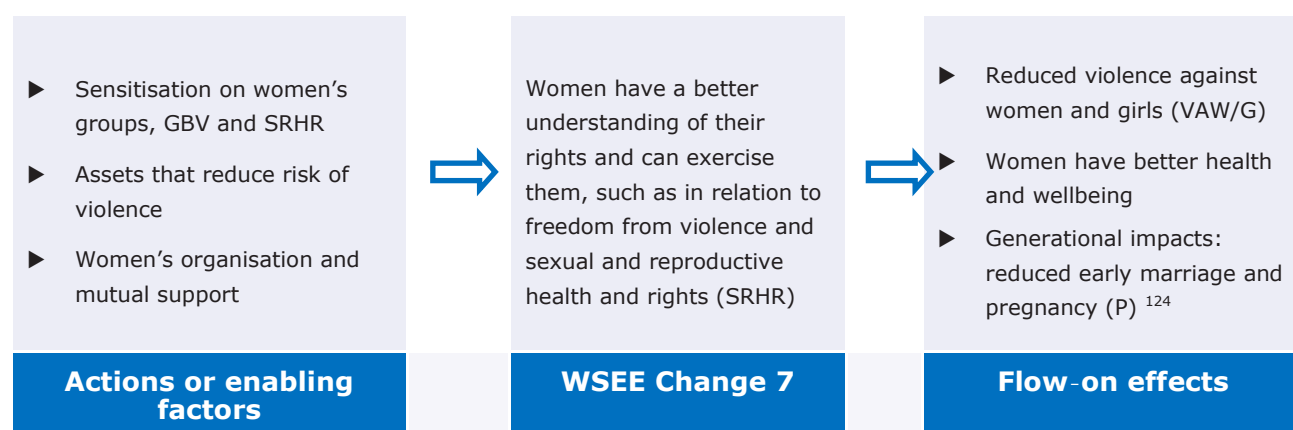 ▶ Sensitisation on women's
groups, GBV and SRHR
▶ Assets that reduce risk of
violence
▶ Women's organisation and
mutual support
Actions or enabling
factors
Women have a better
understanding of their
rights and can exercise
them, such as in relation to
freedom from violence and
sexual and reproductive
health and rights (SRHR)
WSEE Change 7
▶ Reduced violence against
women and girls (VAW/G)
▶ Women have better health
and wellbeing
▶ Generational impacts:
reduced early marriage and
pregnancy (P) 124
Flow-on effects